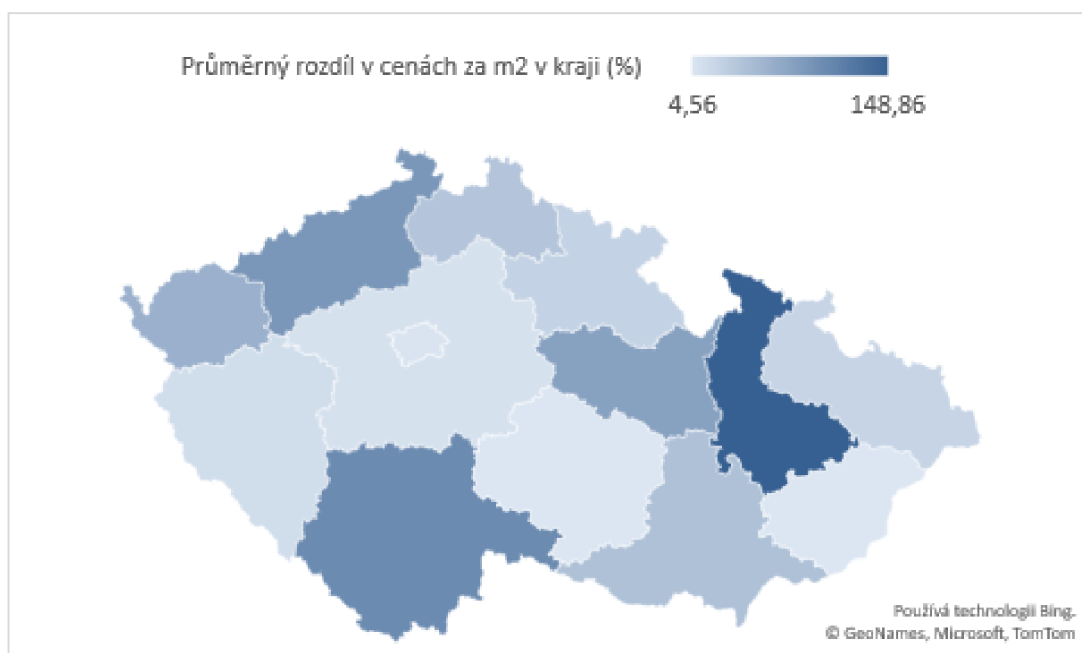 Průměrný rozdíl v cenách za m2 v kraji (%)
4,56 148,86
Používá technologii Bing.
© GeoNames, Microsoft, TomTom